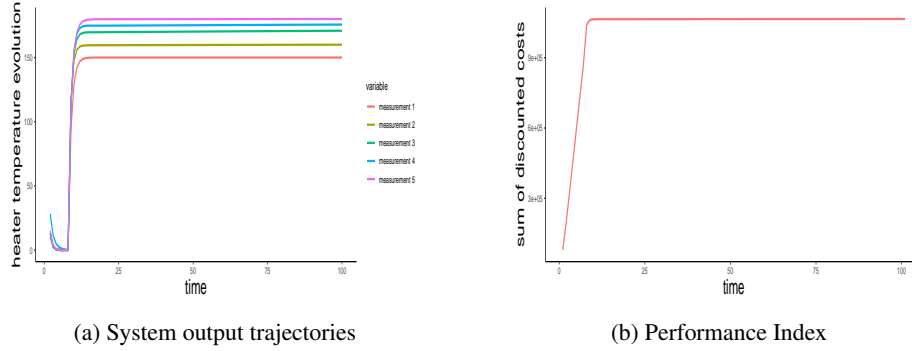 heater temperature evolution
150
100
50
0
0
25
50
75
100
time
variable
measurement 1
measurement 2
measurement 3
measurement 4
measurement 5
(a) System output trajectories
sum of discounted costs
9e+05
6e+05
3e+05
0
25
50
75
100
time
(b) Performance Index